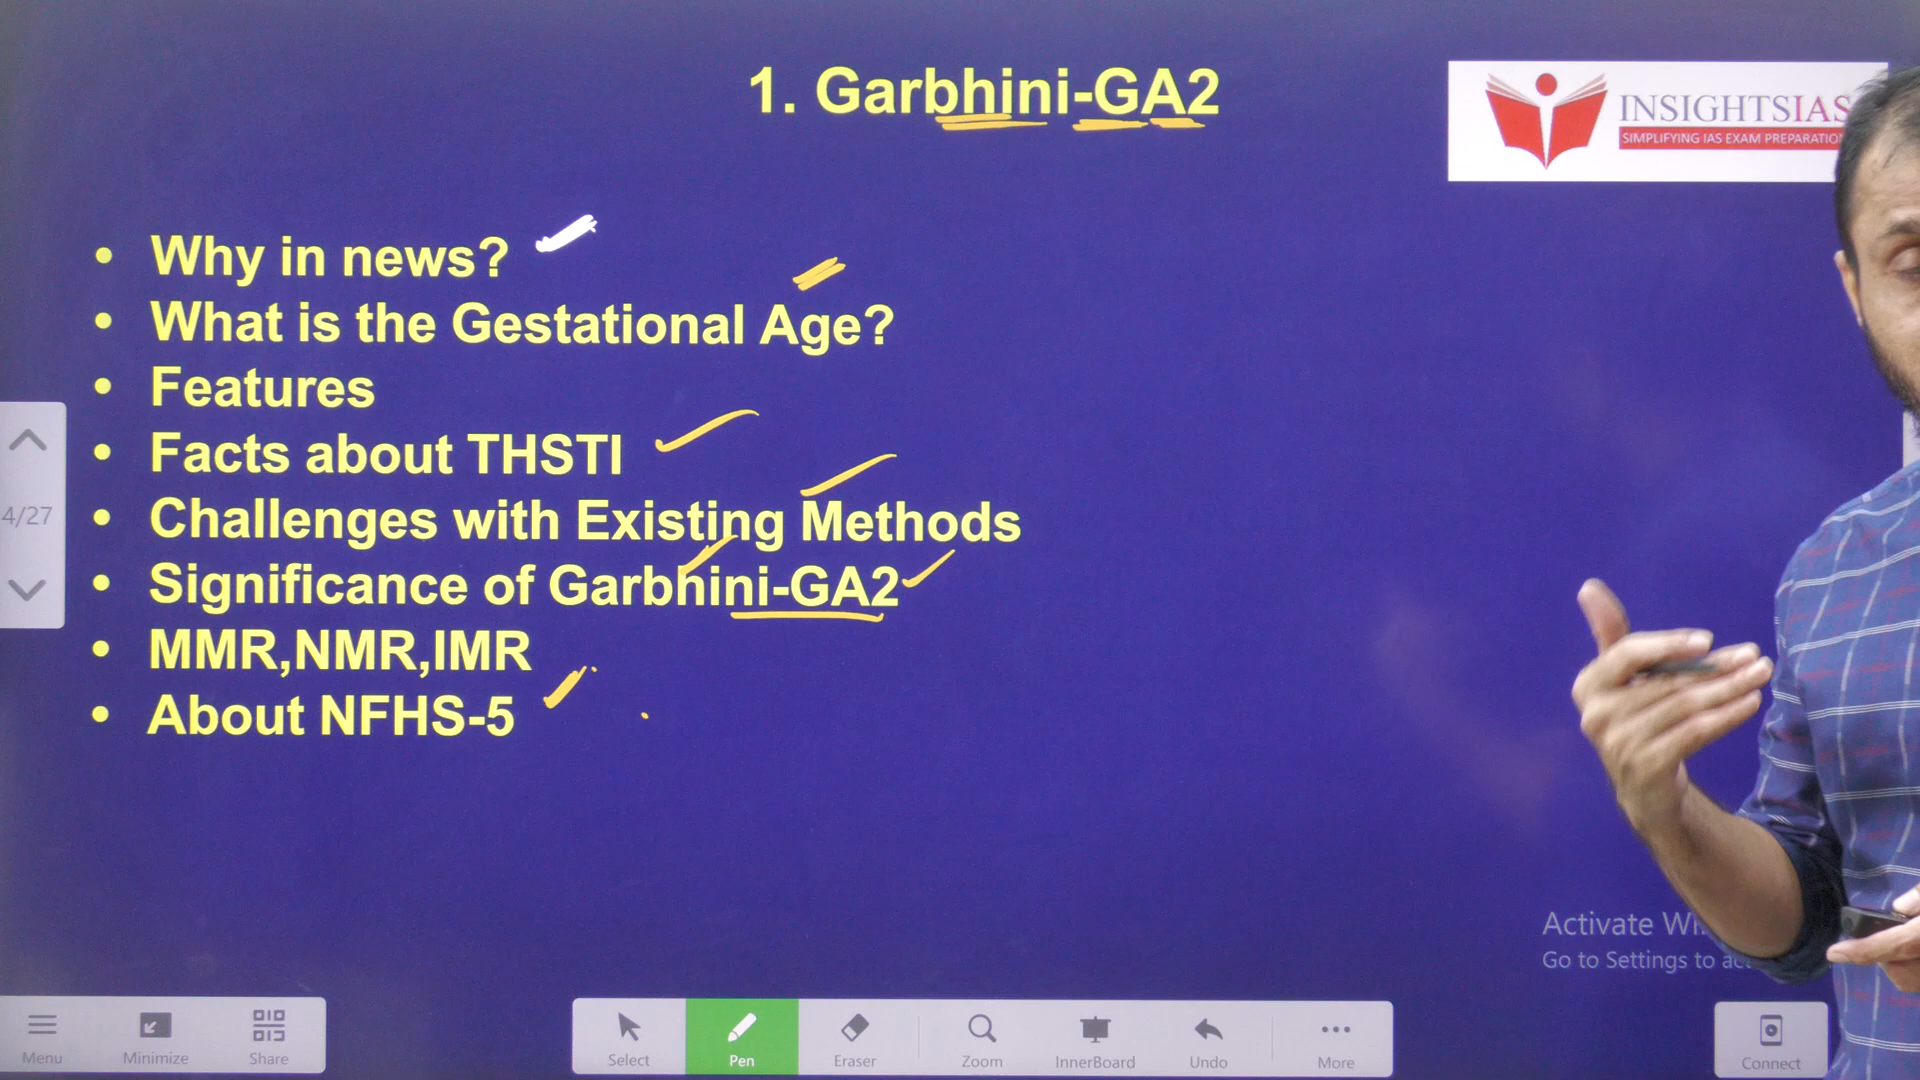 1. Garbhini-GA2
INSIGHTSIAS
SIMPLIFYING IAS EXAM PREPARATION
• Why in news?
• What is the Gestational Age?
• Features
• Facts about THSTI
• Challenges with Existing Methods
• Significance of Garbhini-GA2
• MMR,NMR,IMR
• About NFHS-5
4/27
Activate Wi
Go to Settings to ac
Menu
Minimize
Share
Select
Pen
Eraser
Zoom
InnerBoard
Undo
More
Connect